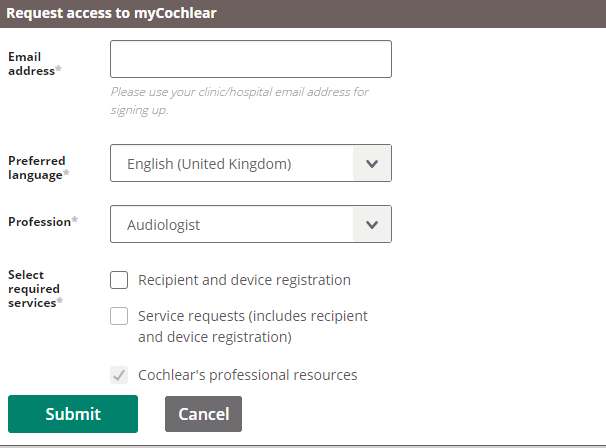 Request access to myCochlear
Email
address*
Please use your clinic/hospital email address for
signing up.
Preferred
language*
English (United Kingdom)
Profession*
Audiologist
Select
required
services*
Recipient and device registration
Service requests (includes recipient
and device registration)
Cochlear's professional resources
Submit
Cancel